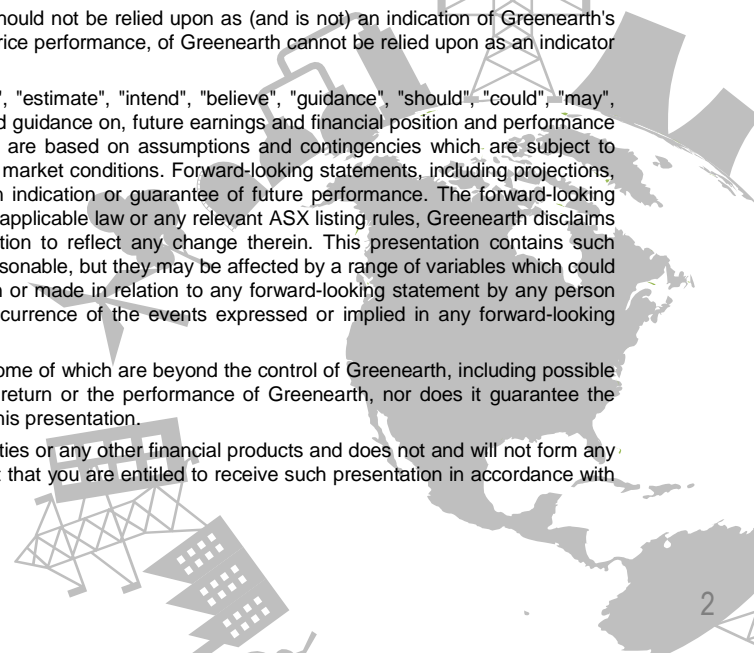 hould not be relied upon as (and is not) an indication of Greenearth's
rice performance, of Greenearth cannot be relied upon as an indicator
", "estimate", "intend", "believe", "guidance", "should", "could", "may",
d guidance on, future earnings and financial position and performance
are based on assumptions and contingencies which are subject to
market conditions. Forward-looking statements, including projections,
n indication or guarantee of future performance. The forward-looking
applicable law or any relevant ASX listing rules, Greenearth disclaims
tion to reflect any change therein. This presentation contains such
sonable, but they may be affected by a range of variables which could
n or made in relation to any forward-looking statement by any person
ccurrence of the events expressed or implied in any forward-looking
ome of which are beyond the control of Greenearth, including possible
return or the performance of Greenearth, nor does it guarantee the
his presentation.
ties or any other financial products and does not and will not form any
t that you are entitled to receive such presentation in accordance with
2